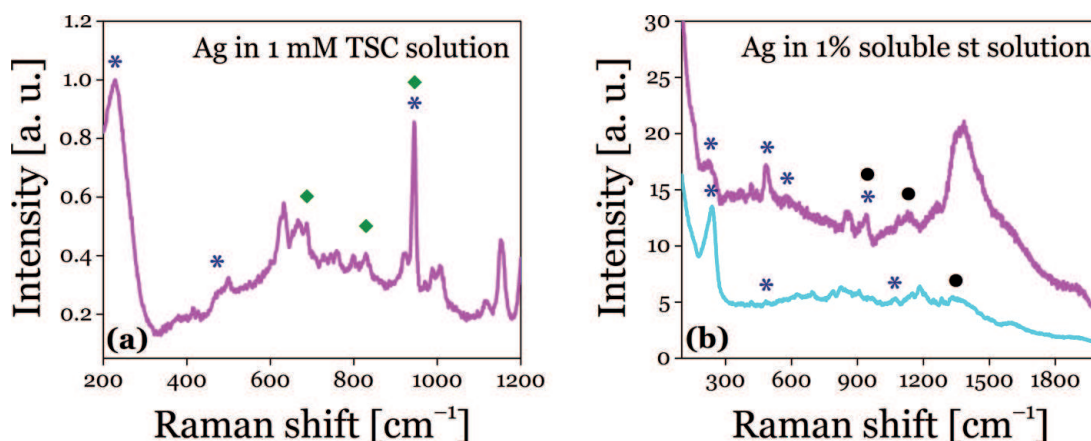 Ag in 1 mM TSC solution
Intensity [a. u.]
1.2
1.0
0.8
0.6
0.4
0.2
(a)
200 400 600 800 1000 1200
Raman shift [cm⁻¹]
Ag in 1% soluble st solution
Intensity [a. u.]
30
25
20
15
10
5
0
(b)
300 600 900 1200 1500 1800
Raman shift [cm⁻¹]